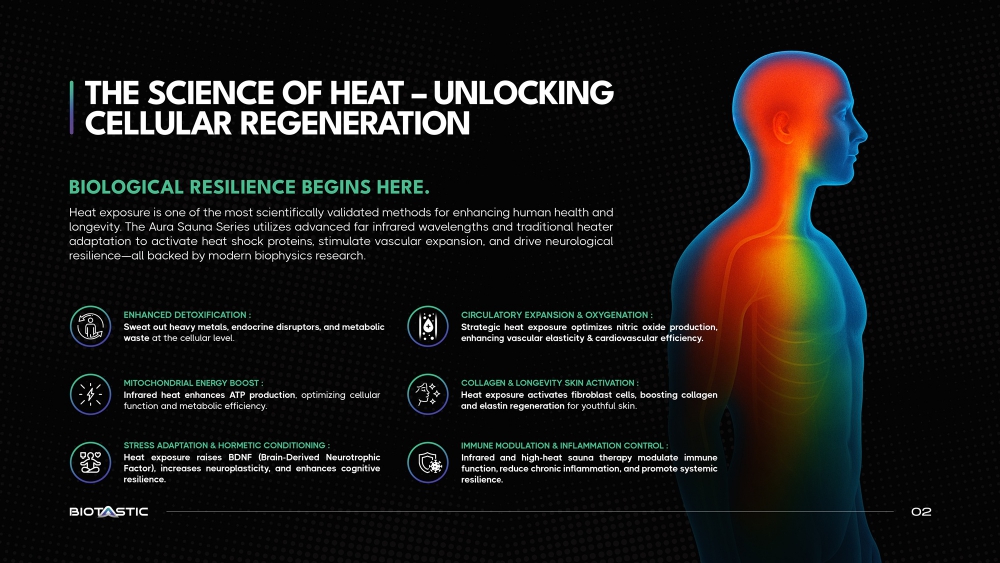 THE SCIENCE OF HEAT – UNLOCKING
CELLULAR REGENERATION
BIOLOGICAL RESILIENCE BEGINS HERE.
Heat exposure is one of the most scientifically validated methods for enhancing human health and
longevity. The Aura Sauna Series utilizes advanced far infrared wavelengths and traditional heater
adaptation to activate heat shock proteins, stimulate vascular expansion, and drive neurological
resilience—all backed by modern biophysics research.
ENHANCED DETOXIFICATION :
Sweat out heavy metals, endocrine disruptors, and metabolic
waste at the cellular level.
CIRCULATORY EXPANSION & OXYGENATION :
Strategic heat exposure optimizes nitric oxide production,
enhancing vascular elasticity & cardiovascular efficiency.
MITOCHONDRIAL ENERGY BOOST :
Infrared heat enhances ATP production, optimizing cellular
function and metabolic efficiency.
COLLAGEN & LONGEVITY SKIN ACTIVATION :
Heat exposure activates fibroblast cells, boosting collagen
and elastin regeneration for youthful skin.
STRESS ADAPTATION & HORMETIC CONDITIONING :
Heat exposure raises BDNF (Brain-Derived Neurotrophic
Factor), increases neuroplasticity, and enhances cognitive
resilience.
IMMUNE MODULATION & INFLAMMATION CONTROL :
Infrared and high-heat sauna therapy modulate immune
function, reduce chronic inflammation, and promote systemic
resilience.
BIOTASTIC
02